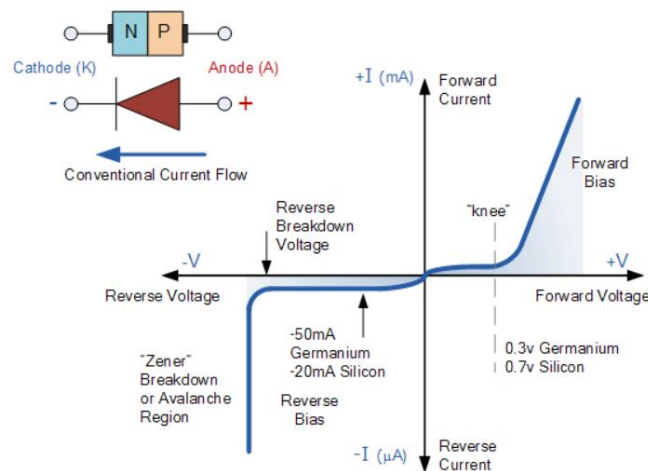 N P
Cathode (K)
Anode (A)
-
+
Conventional Current Flow
+I (mA)
Forward
Current
Forward
Bias
"knee"
Reverse
Breakdown
Voltage
-V
+V
Reverse Voltage
Forward Voltage
-50mA
Germanium
-20mA Silicon
0.3v Germanium
0.7v Silicon
"Zener"
Breakdown
or Avalanche
Region
Reverse
Bias
-I (µA)
Reverse
Current